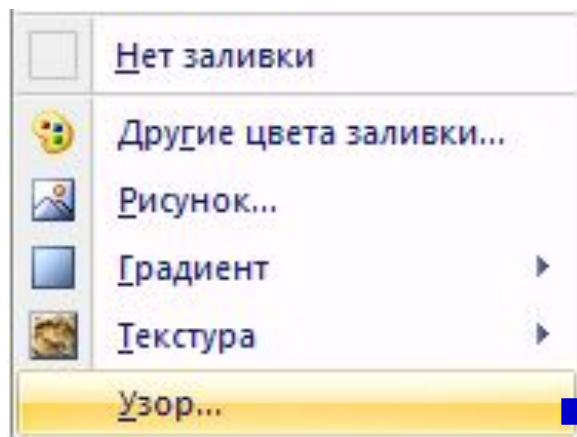 Нет заливки
Другие цвета заливки...
Рисунок...
Градиент
Текстура
Узор...